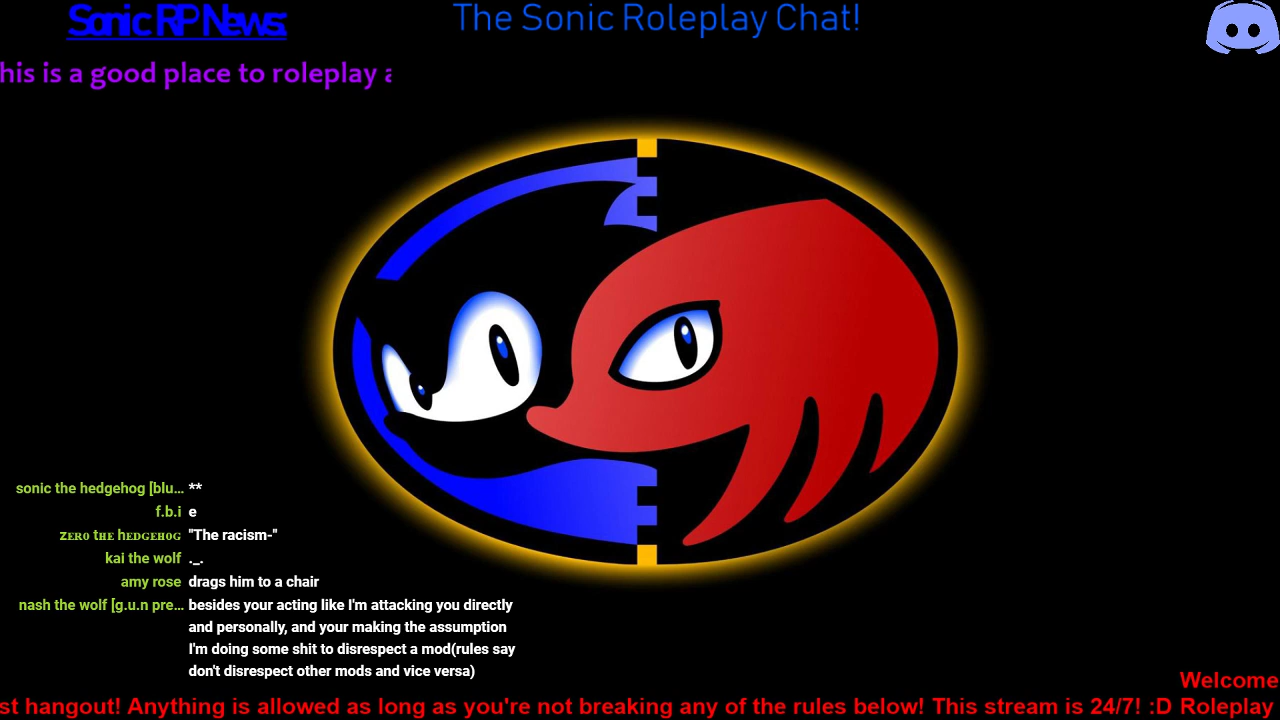 Sonic RP News:
The Sonic Roleplay Chat!
his is a good place to roleplay a
sonic the hedgehog [blu... **
f.b.i e
ᴢᴇʀᴏ ᴛʜᴇ ʜᴇᴅɢᴇʜᴏɢ "The racism-"
kai the wolf ._.
amy rose drags him to a chair
nash the wolf [g.u.n pre... besides your acting like I'm attacking you directly
and personally, and your making the assumption
I'm doing some shit to disrespect a mod(rules say
don't disrespect other mods and vice versa)
Welcome
st hangout! Anything is allowed as long as you're not breaking any of the rules below! This stream is 24/7! :D Roleplay